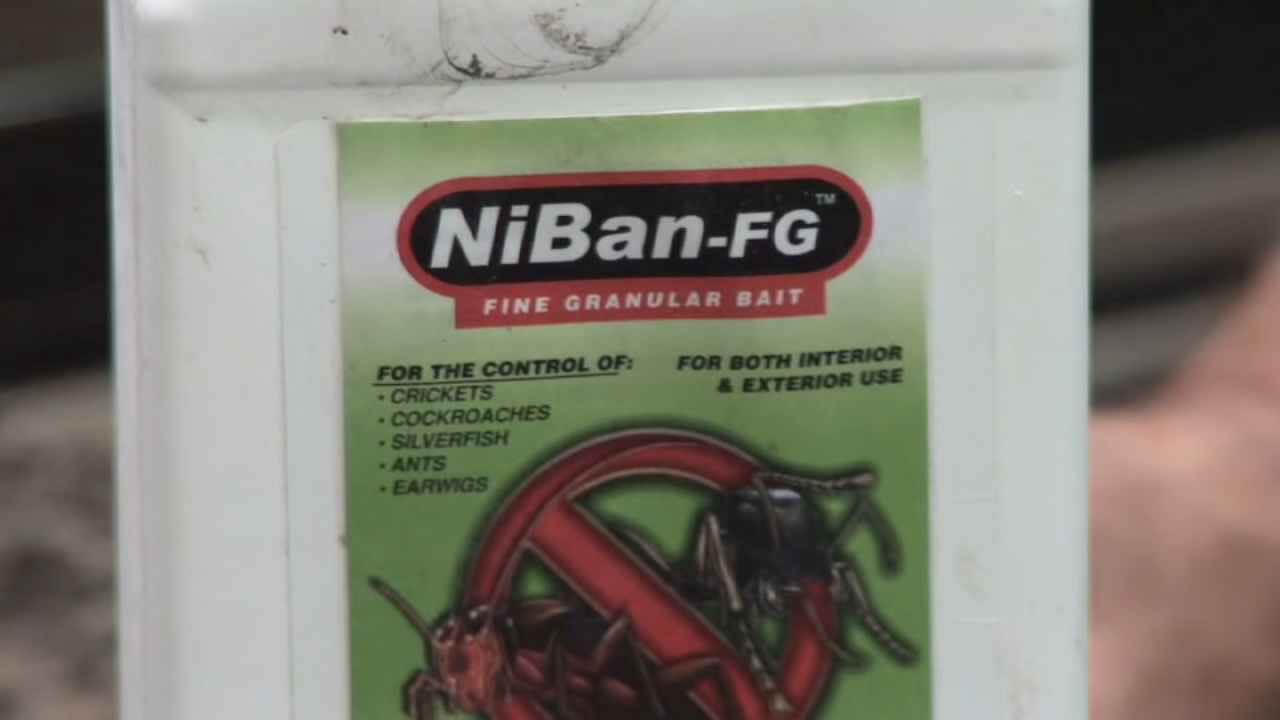 NiBan-FG™
FINE GRANULAR BAIT
FOR THE CONTROL OF:
• CRICKETS
• COCKROACHES
• SILVERFISH
• ANTS
• EARWIGS
FOR BOTH INTERIOR
& EXTERIOR USE